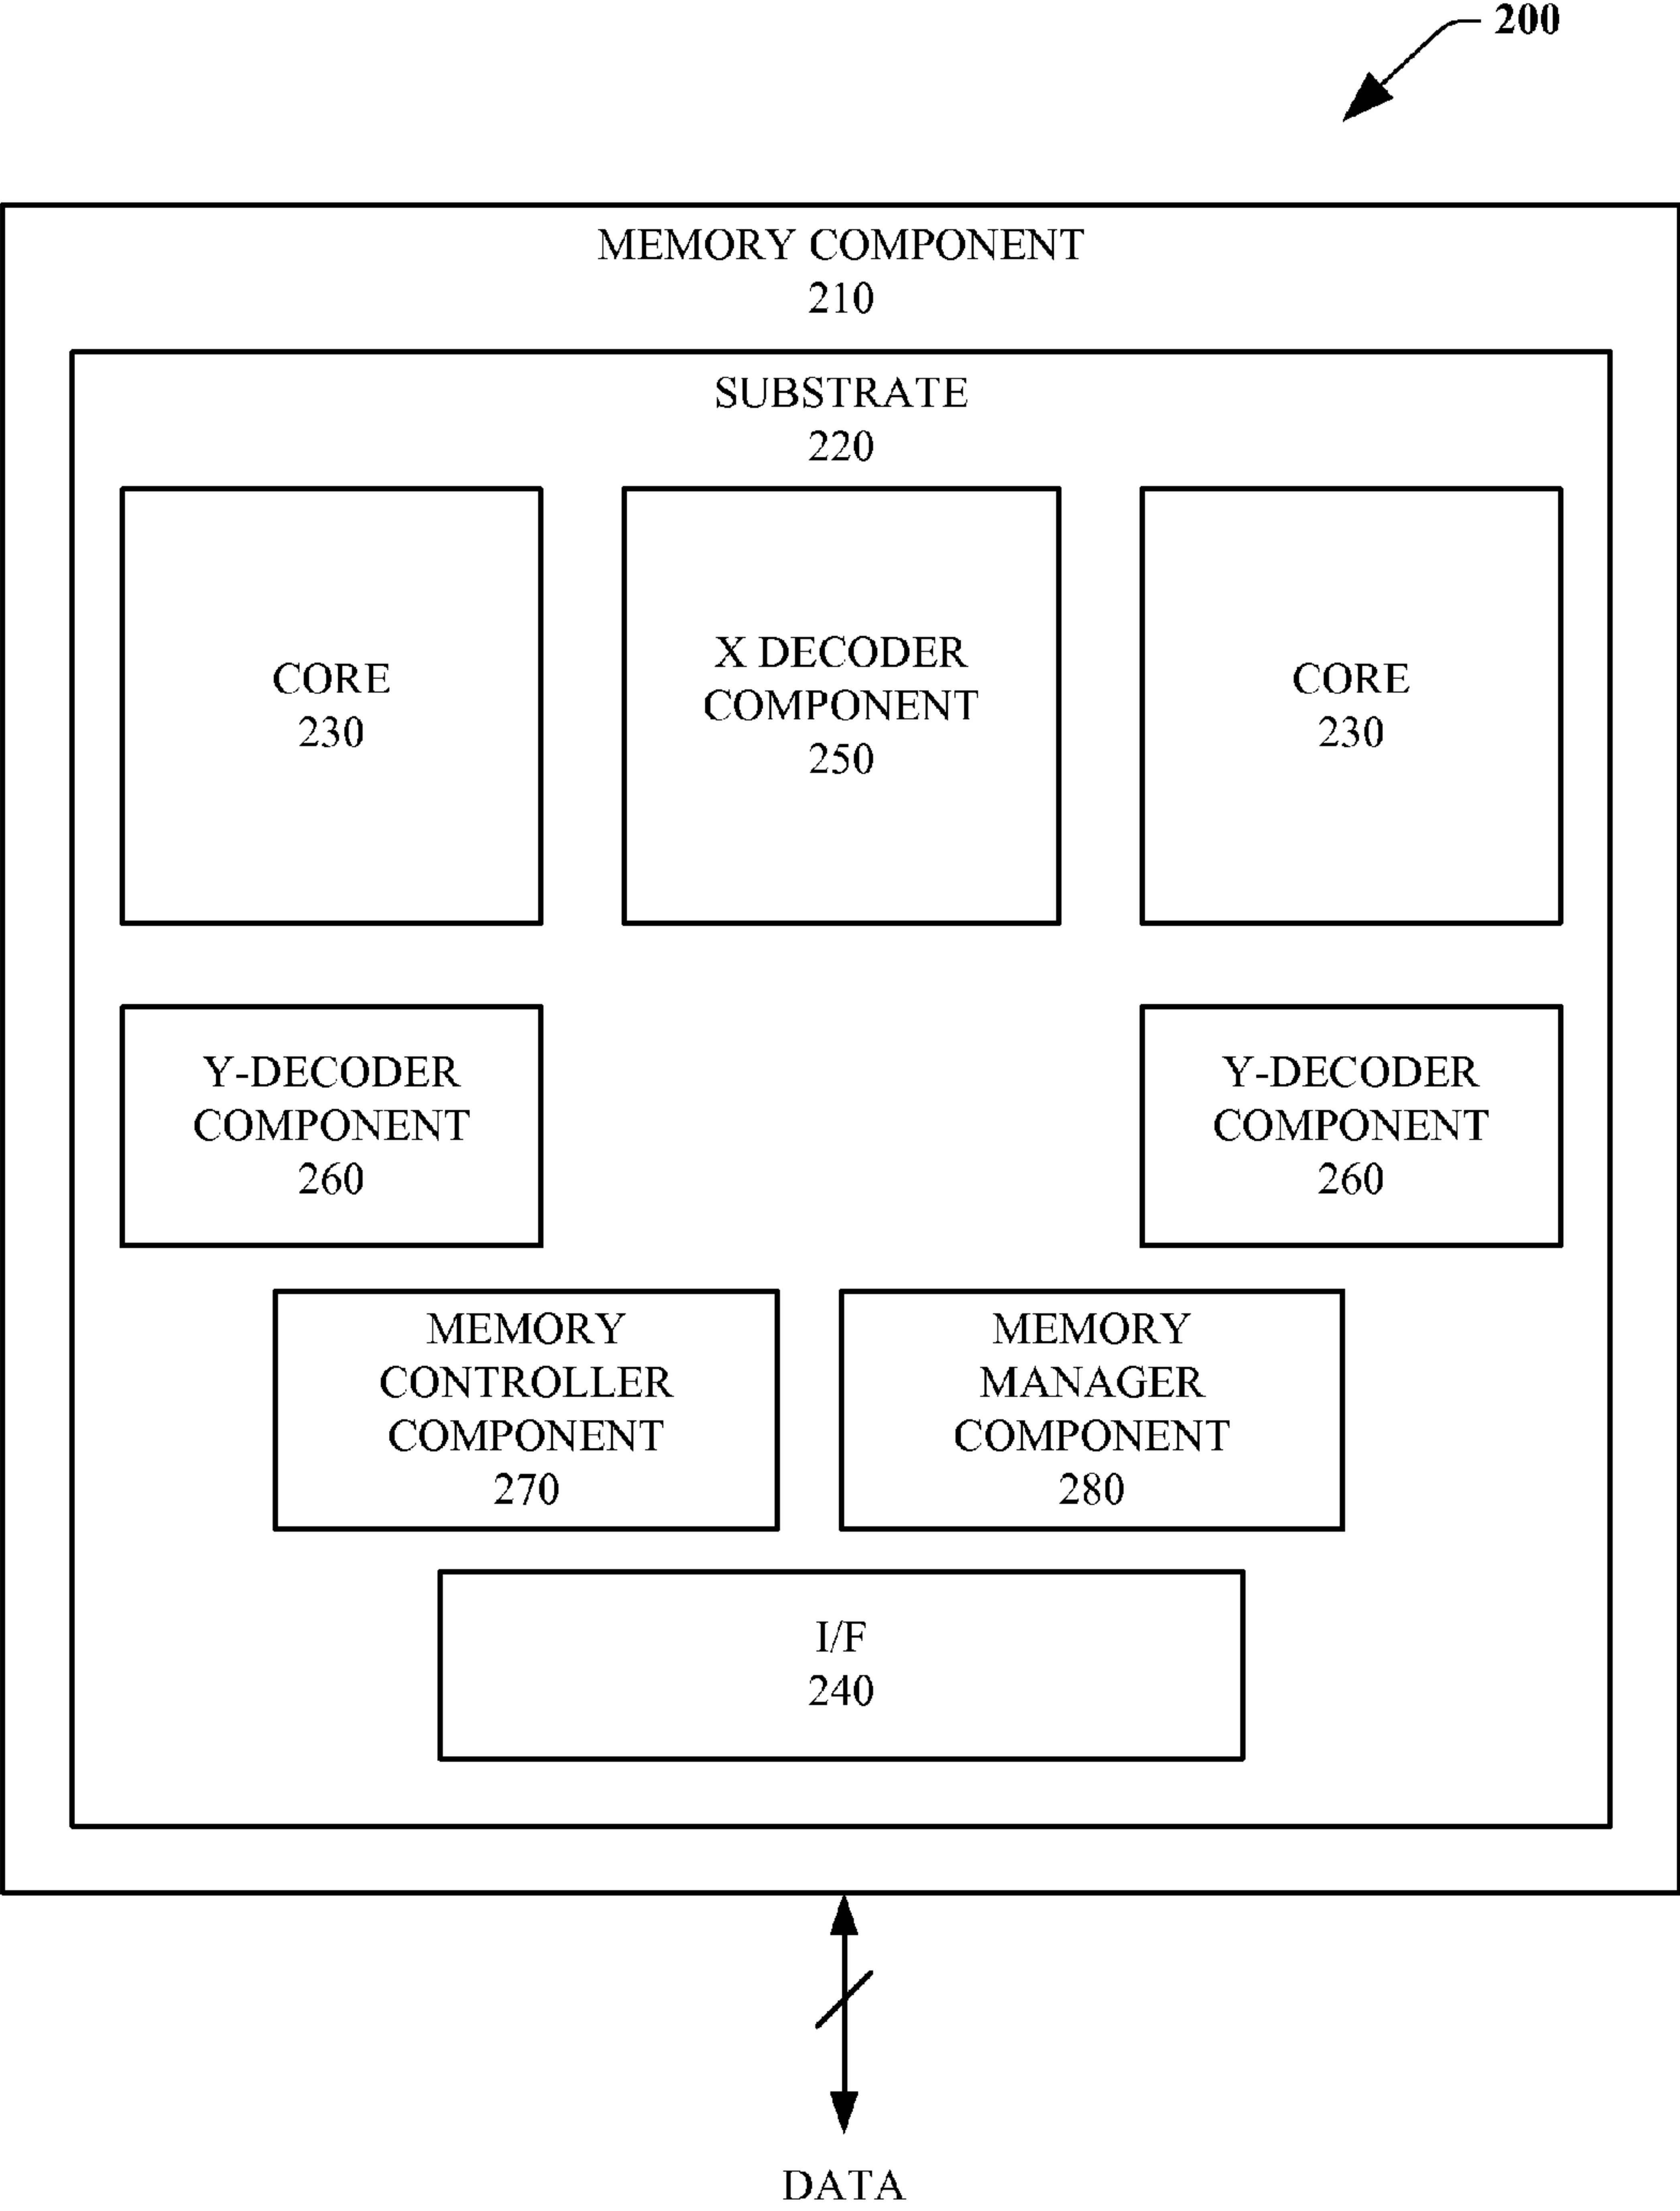 200
MEMORY COMPONENT
210
SUBSTRATE
220
CORE
230
X DECODER
COMPONENT
250
CORE
230
Y-DECODER
COMPONENT
260
Y-DECODER
COMPONENT
260
MEMORY
CONTROLLER
COMPONENT
270
MEMORY
MANAGER
COMPONENT
280
I/F
240
DATA